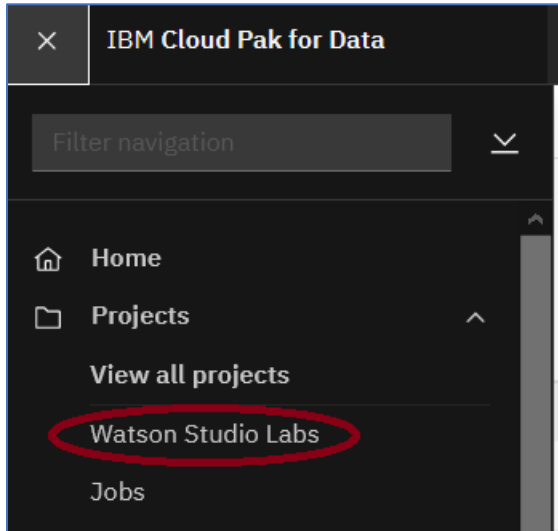 IBM Cloud Pak for Data
Filter navigation
Home
Projects
View all projects
Watson Studio Labs
Jobs